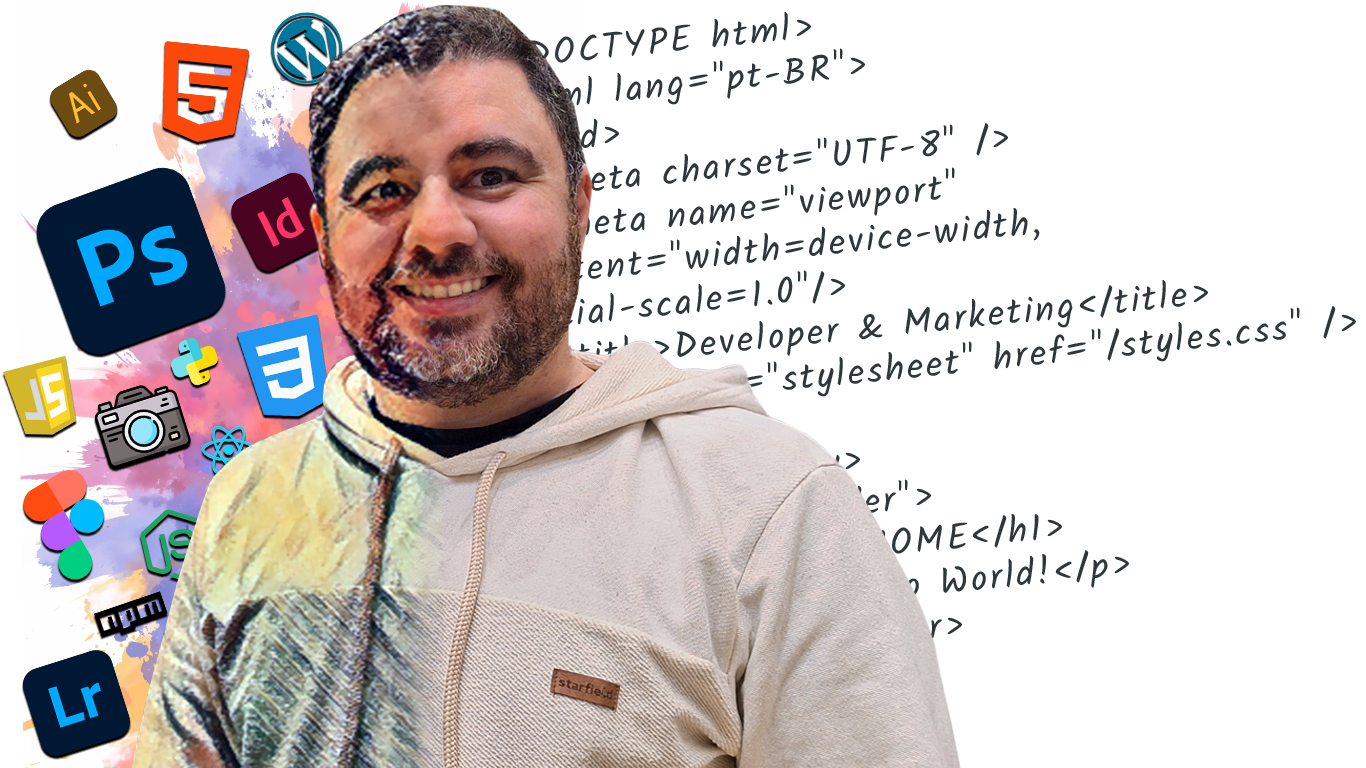 DOCTYPE html>
lang="pt-BR">
d>
eta charset="UTF-8" />
eta name="viewport"
tent="width=device-width,
ial-scale=1.0"/>
title>Developer & Marketing</title>
="stylesheet" href="/styles.css" />
>
er">
OME</h1>
o World!</p>
r>
Ai
5
W
Ps
Id
JS
3
JS
npm
Lr
starfield